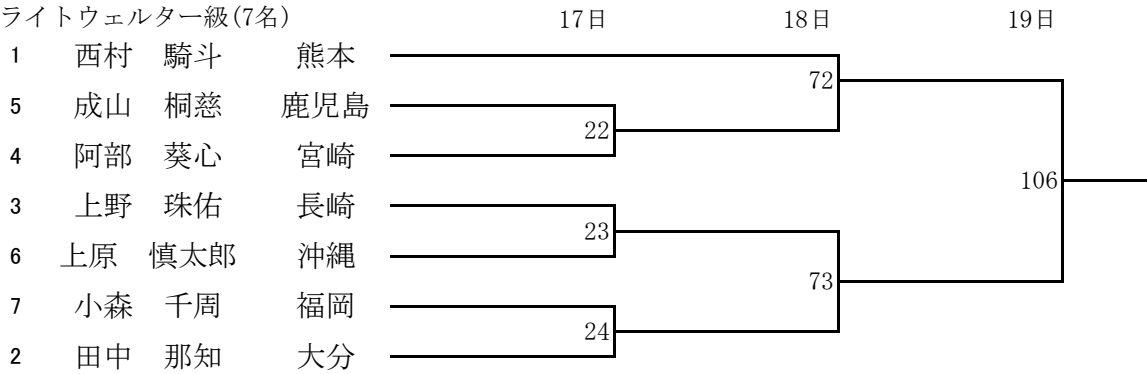 ライトウェルター級(7名) 17日 18日 19日
1 西村 騎斗 熊本
72
5 成山 桐慈 鹿児島
22
4 阿部 葵心 宮崎
106
3 上野 珠佑 長崎
23
6 上原 慎太郎 沖縄
73
7 小森 千周 福岡
24
2 田中 那知 大分